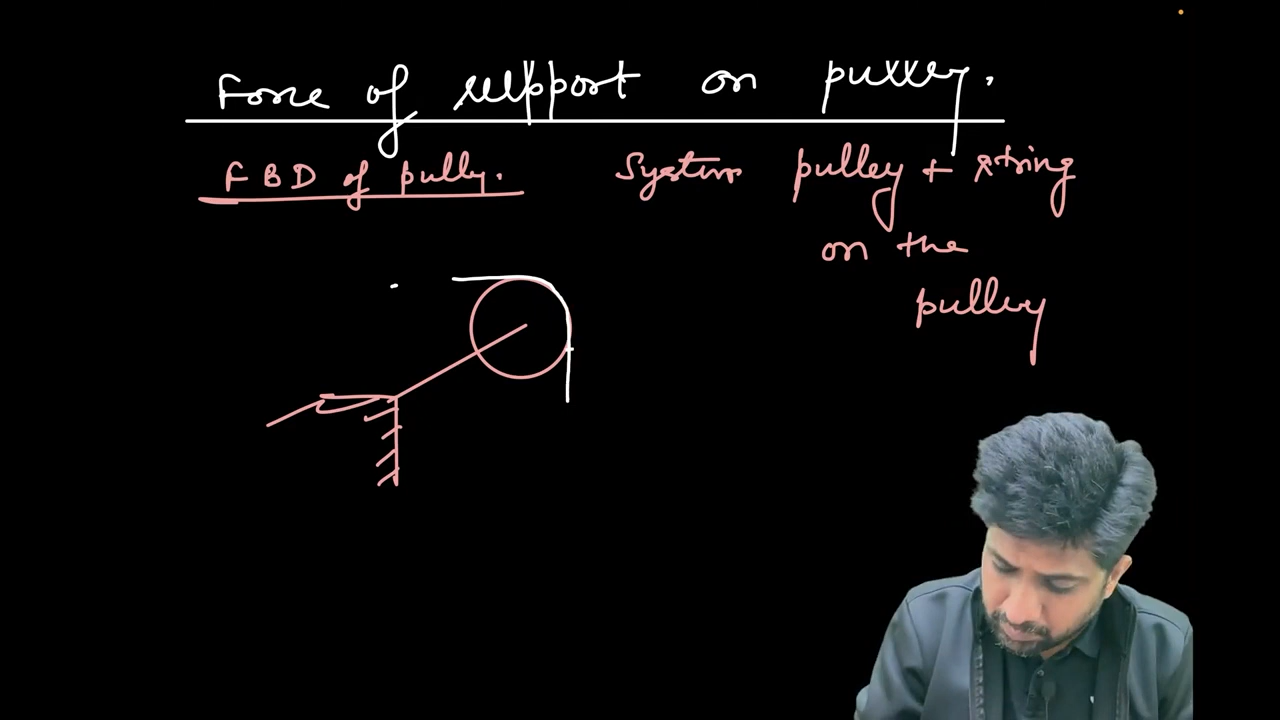 Force of support on pulley.
FBD of pully. System pulley + string
on the
pulley